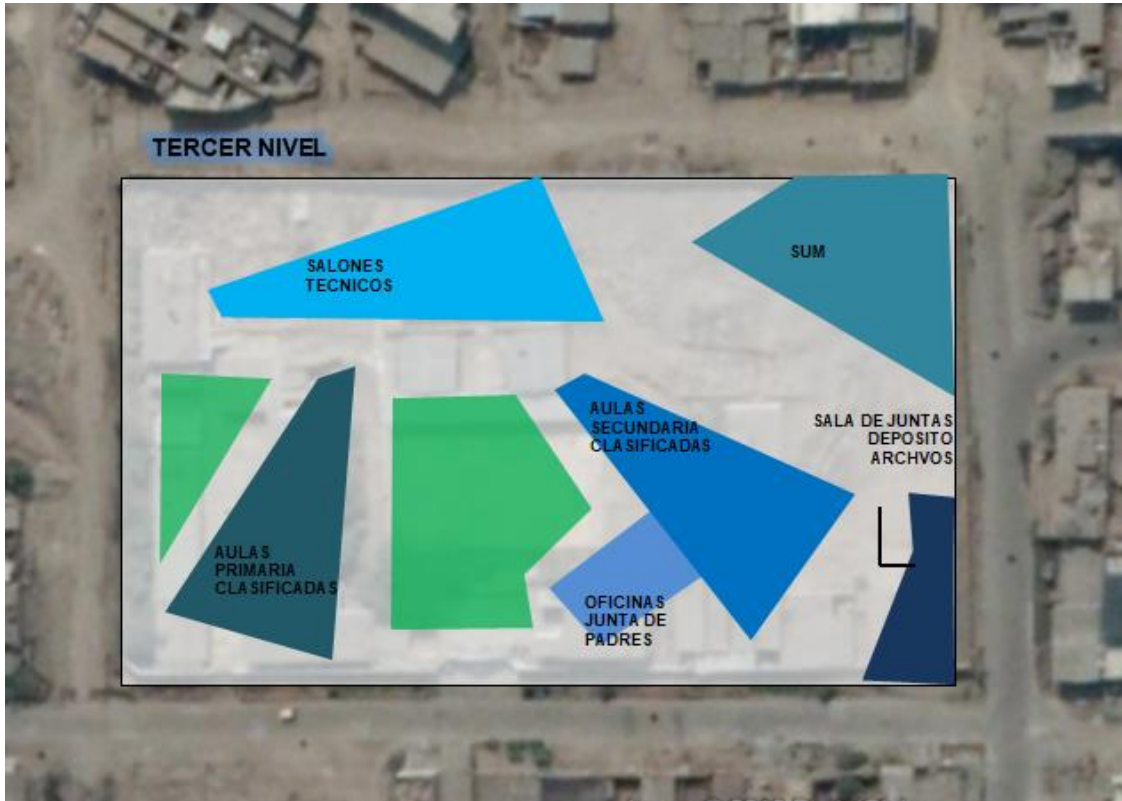 TERCER NIVEL
SALONES
TECNICOS
SUM
AULAS
SECUNDARIA
CLASIFICADAS
SALA DE JUNTAS
DEPOSITO
ARCHVOS
AULAS
PRIMARIA
CLASIFICADAS
OFICINAS
JUNTA DE
PADRES